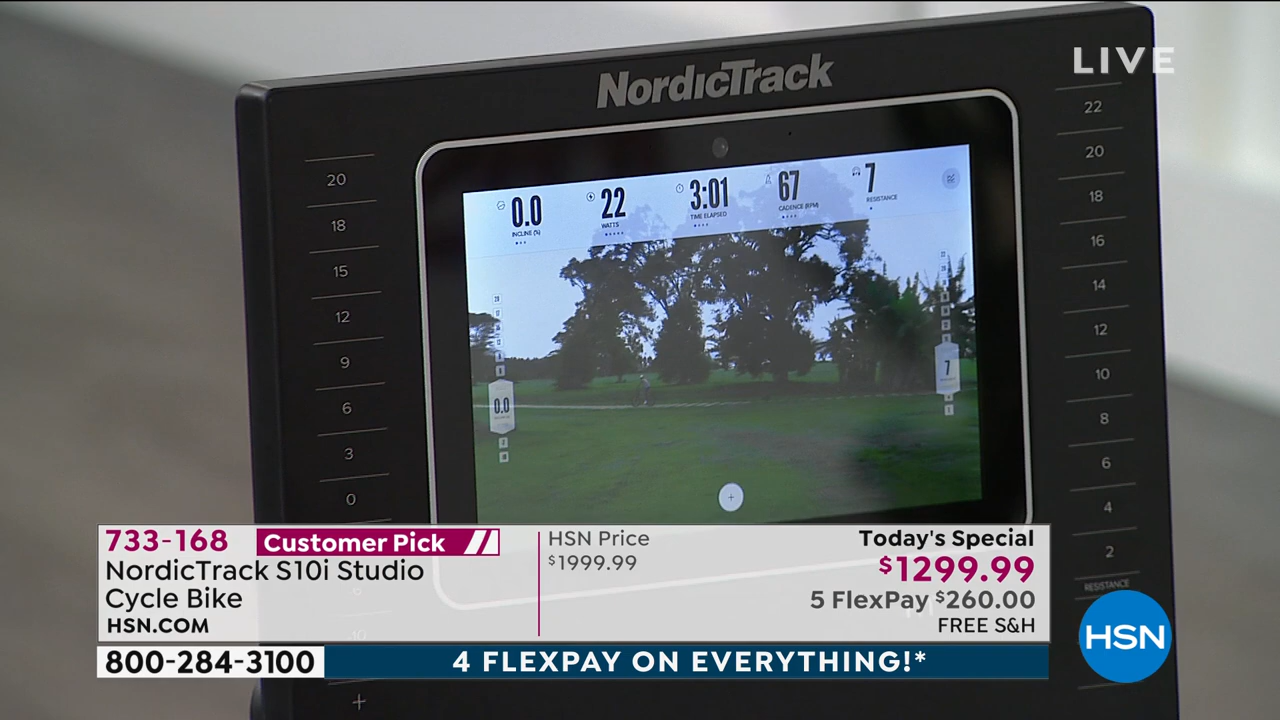 LIVE
NordicTrack
0.0
INCLINE (%)
22
WATTS
3:01
TIME ELAPSED
67
CADENCE (RPM)
7
RESISTANCE
20
18
15
12
9
6
3
0
0.0
7
22
20
18
16
14
12
10
8
6
4
2
RESISTANCE
733-168
Customer Pick
NordicTrack S10i Studio
Cycle Bike
HSN.COM
HSN Price
$1999.99
Today's Special
$1299.99
5 FlexPay $260.00
FREE S&H
HSN
800-284-3100
4 FLEXPAY ON EVERYTHING!*